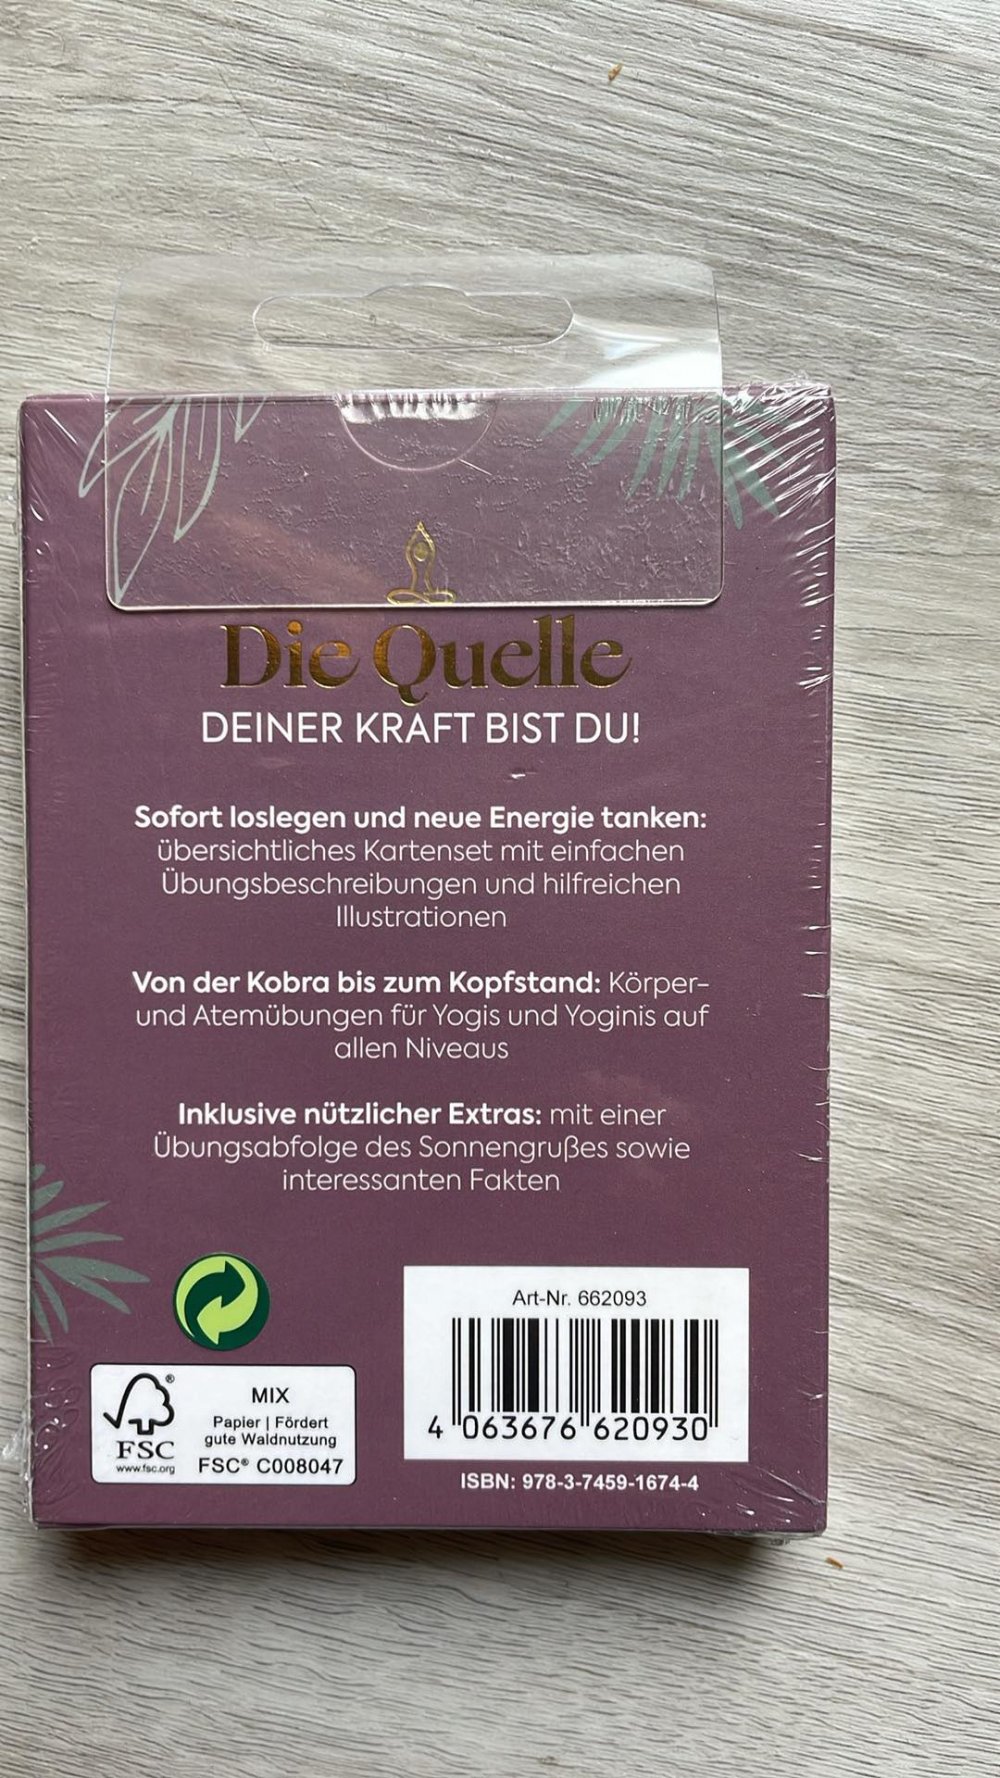 Die Quelle
DEINER KRAFT BIST DU!
Sofort loslegen und neue Energie tanken:
übersichtliches Kartenset mit einfachen
Übungsbeschreibungen und hilfreichen
Illustrationen
Von der Kobra bis zum Kopfstand: Körper-
und Atemübungen für Yogis und Yoginis auf
allen Niveaus
Inklusive nützlicher Extras: mit einer
Übungsabfolge des Sonnengrußes sowie
interessanten Fakten
Art-Nr. 662093
4 063676 620930
ISBN: 978-3-7459-1674-4
®
FSC
www.fsc.org
MIX
Papier | Fördert
gute Waldnutzung
FSC® C008047